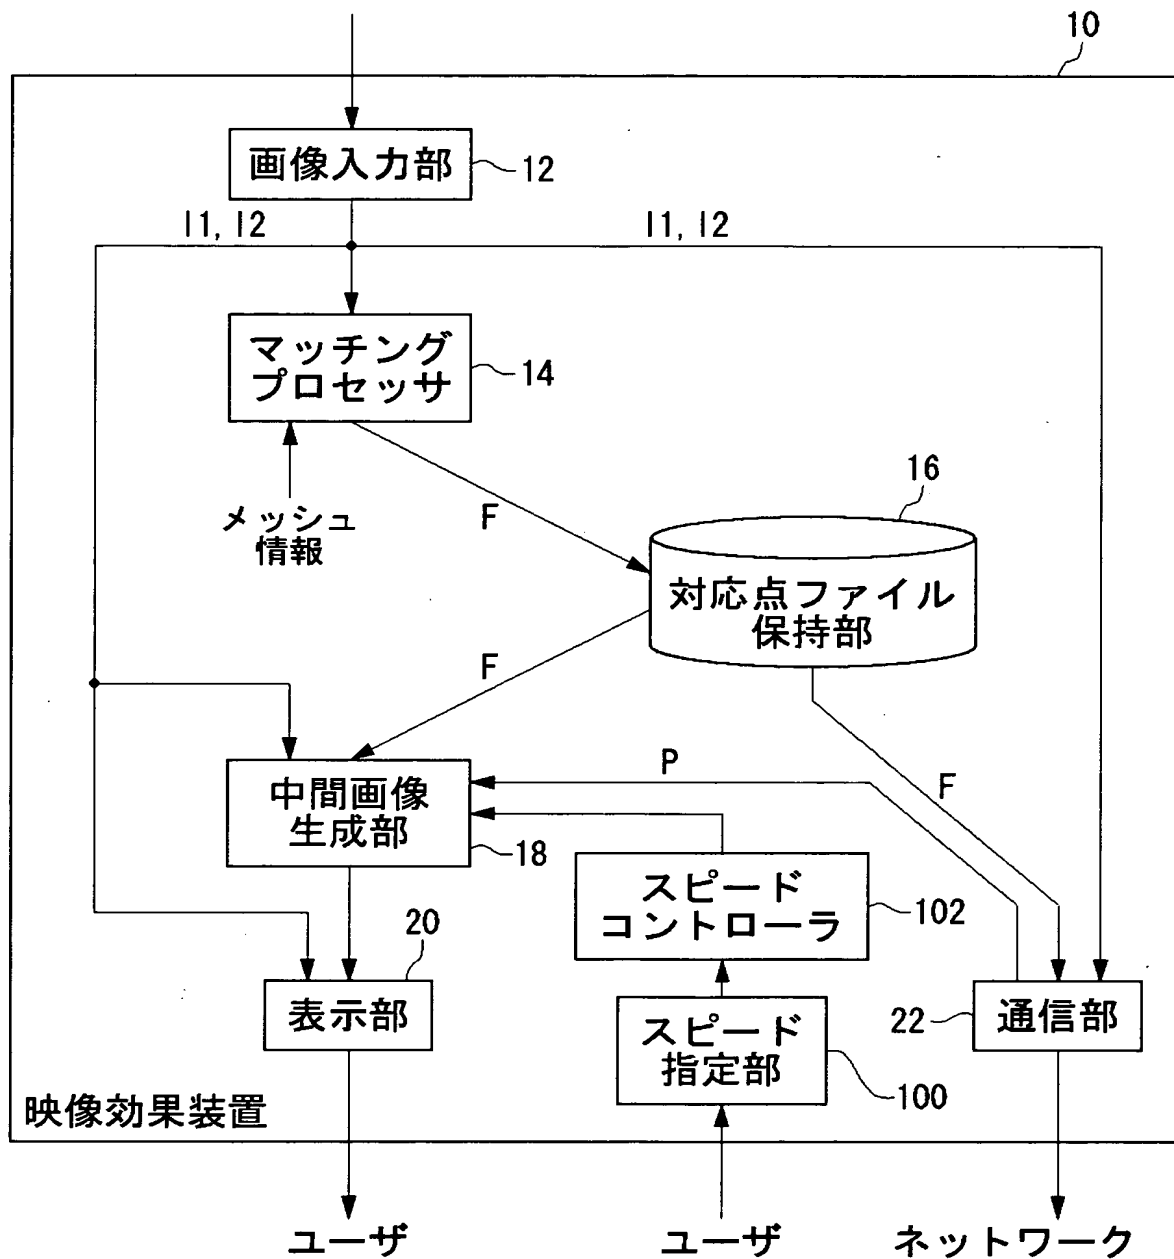 10
画像入力部
12
I1, I2
I1, I2
マッチング
プロセッサ
14
メッシュ
情報
F
16
対応点ファイル
保持部
F
P
F
中間画像
生成部
18
スピード
コントローラ
102
20
表示部
スピード
指定部
100
22
通信部
映像効果装置
ユーザ
ユーザ
ネットワーク